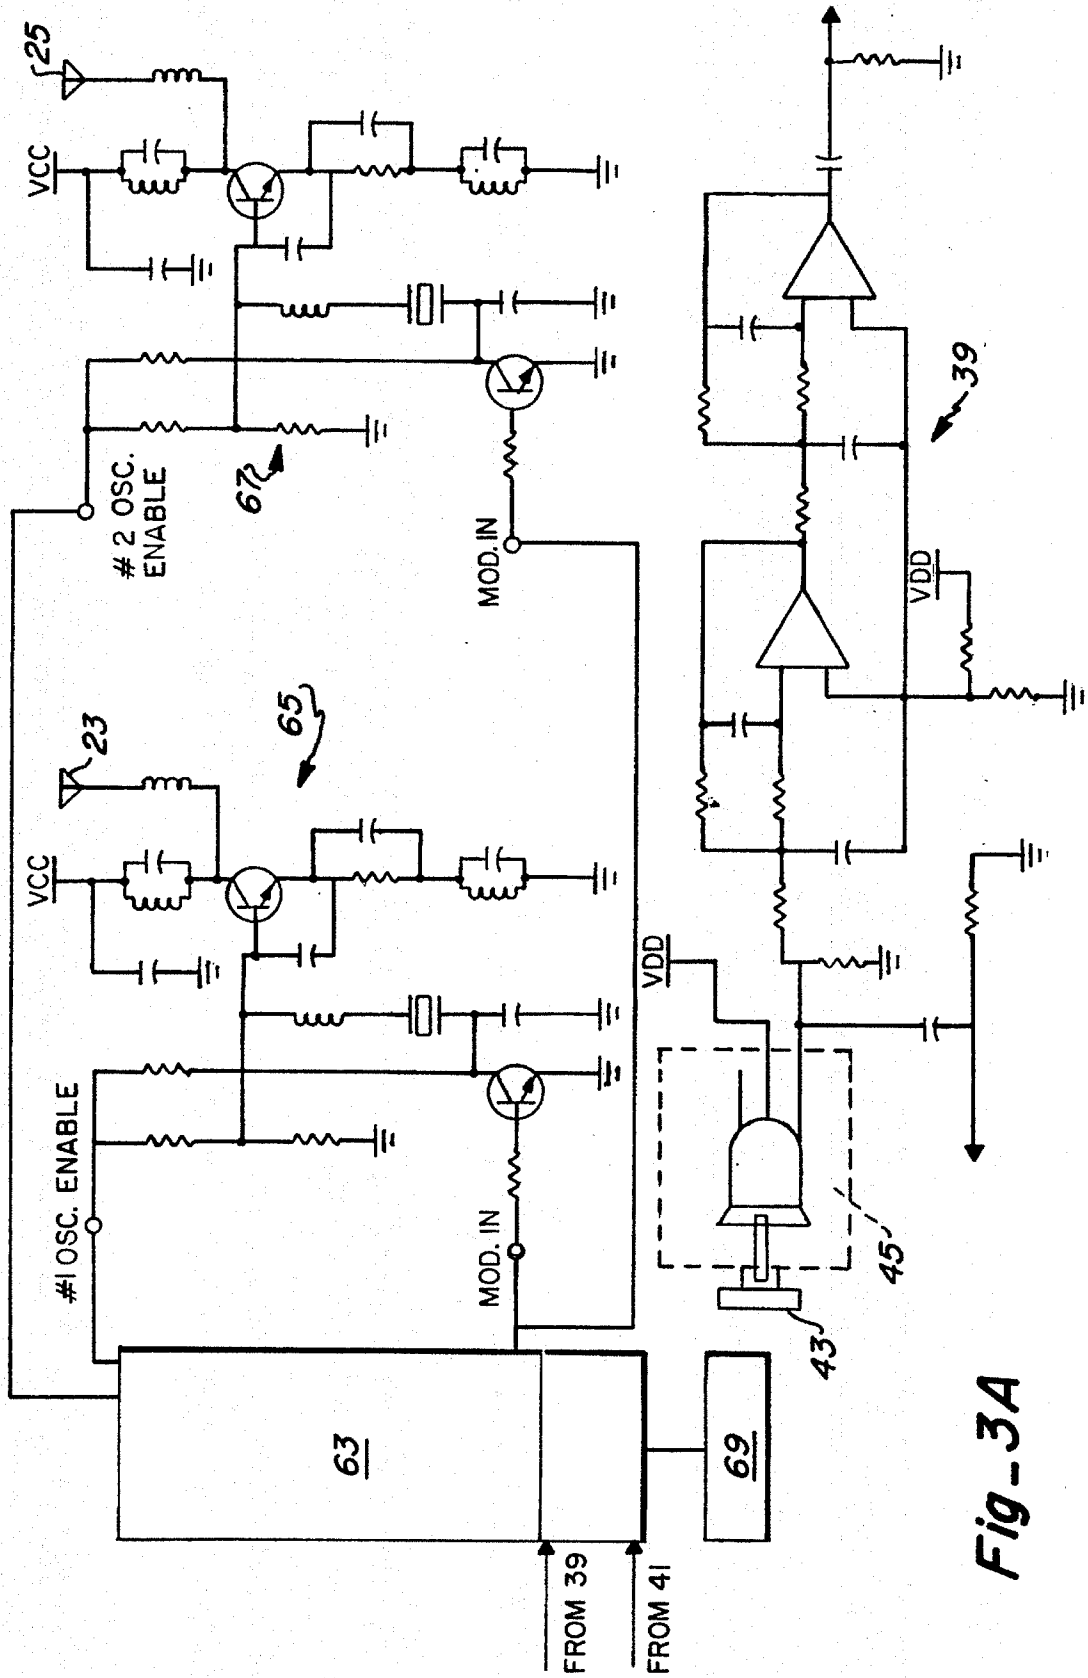 25
VCC
# 2 OSC.
ENABLE
67
MOD. IN
23
VCC
65
#1 OSC. ENABLE
MOD. IN
63
69
FROM 39
FROM 41
39
VDD
VDD
45
43
Fig_3A